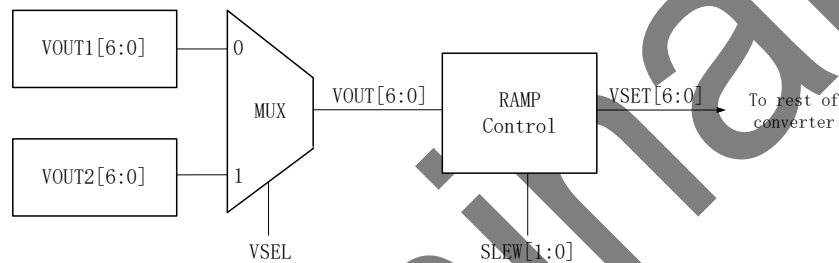 VOUT1[6:0]
0
MUX
VOUT[6:0]
RAMP
Control
VSET[6:0]
To rest of
converter
VOUT2[6:0]
1
VSEL
SLEW[1:0]